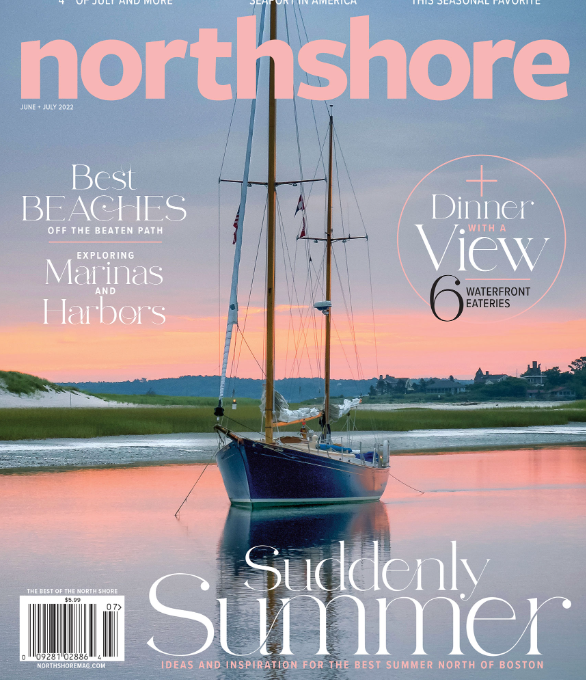 4TH OF JULY AND MORE
SEAPORT IN AMERICA
THIS SEASONAL FAVORITE
northshore
JUNE + JULY 2022
Best
BEACHES
OFF THE BEATEN PATH
EXPLORING
Marinas
AND
Harbors
+
Dinner
WITH A
View
6 WATERFRONT
EATERIES
Suddenly
Summer
IDEAS AND INSPIRATION FOR THE BEST SUMMER NORTH OF BOSTON
THE BEST OF THE NORTH SHORE
$5.99
07>
0 09281 02886 4
NORTHSHOREMAG.COM